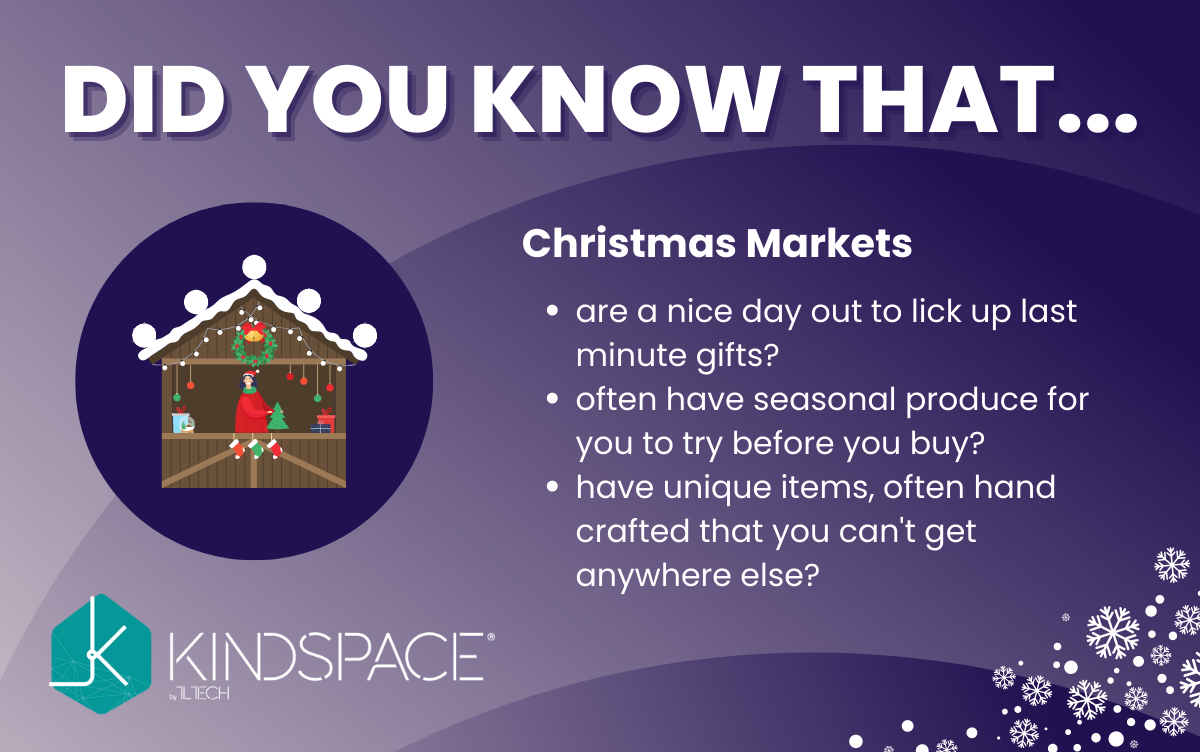 DID YOU KNOW THAT...
Christmas Markets
• are a nice day out to lick up last
minute gifts?
• often have seasonal produce for
you to try before you buy?
• have unique items, often hand
crafted that you can't get
anywhere else?
KINDSPACE®
by TLTECH